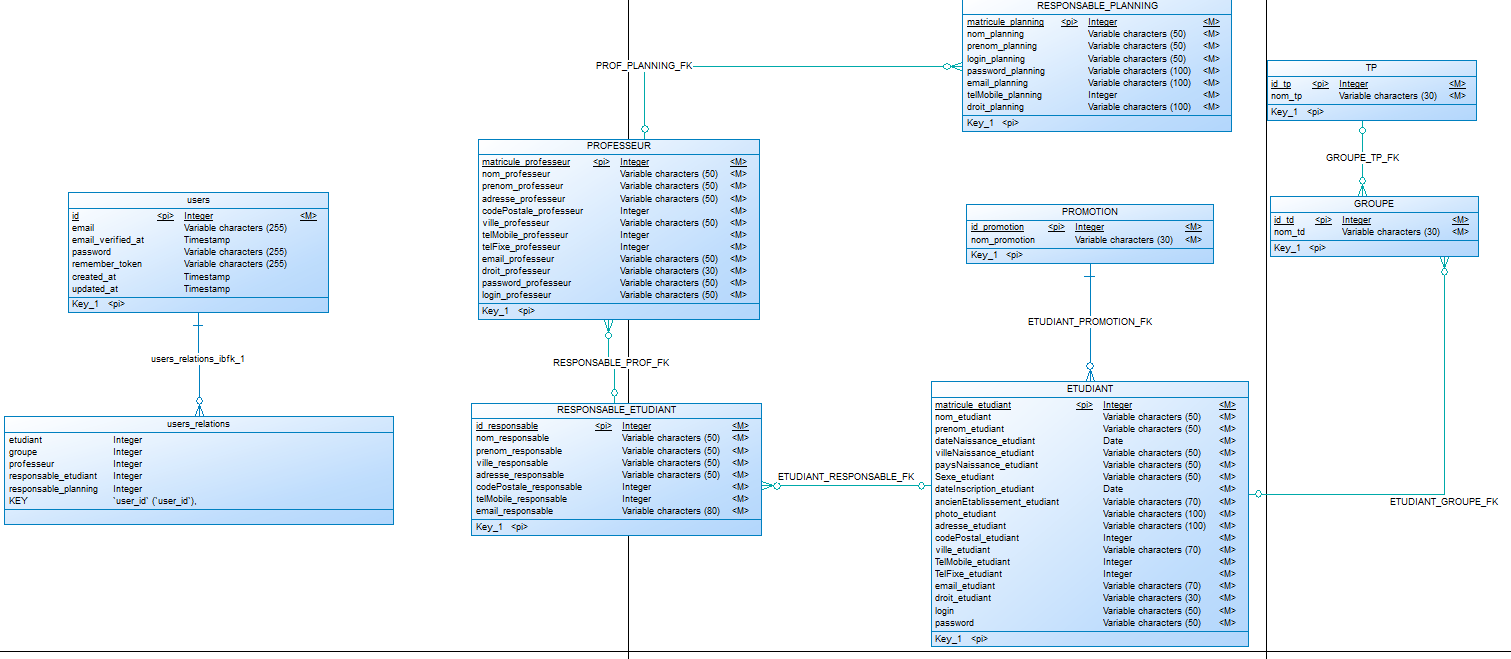 RESPONSABLE_PLANNING
matricule_planning <pi> Integer <M>
nom_planning Variable characters (50) <M>
prenom_planning Variable characters (50) <M>
login_planning Variable characters (50) <M>
password_planning Variable characters (100) <M>
email_planning Variable characters (100) <M>
telMobile_planning Integer <M>
droit_planning Variable characters (100) <M>
Key_1 <pi>
PROF_PLANNING_FK
TP
id_tp <pi> Integer <M>
nom_tp Variable characters (30) <M>
Key_1 <pi>
GROUPE_TP_FK
PROFESSEUR
matricule_professeur <pi> Integer <M>
nom_professeur Variable characters (50) <M>
prenom_professeur Variable characters (50) <M>
adresse_professeur Variable characters (50) <M>
codePostale_professeur Integer <M>
ville_professeur Variable characters (50) <M>
telMobile_professeur Integer <M>
telFixe_professeur Integer <M>
email_professeur Variable characters (50) <M>
droit_professeur Variable characters (30) <M>
password_professeur Variable characters (50) <M>
login_professeur Variable characters (50) <M>
Key_1 <pi>
users
id <pi> Integer <M>
email Variable characters (255)
email_verified_at Timestamp
password Variable characters (255)
remember_token Variable characters (255)
created_at Timestamp
updated_at Timestamp
Key_1 <pi>
PROMOTION
id_promotion <pi> Integer <M>
nom_promotion Variable characters (30) <M>
Key_1 <pi>
GROUPE
id_td <pi> Integer <M>
nom_td Variable characters (30) <M>
Key_1 <pi>
ETUDIANT_PROMOTION_FK
users_relations_ibfk_1
RESPONSABLE_PROF_FK
users_relations
etudiant Integer
groupe Integer
professeur Integer
responsable_etudiant Integer
responsable_planning Integer
KEY `user_id` (`user_id`),
RESPONSABLE_ETUDIANT
id_responsable <pi> Integer <M>
nom_responsable Variable characters (50) <M>
prenom_responsable Variable characters (50) <M>
ville_responsable Variable characters (50) <M>
adresse_responsable Variable characters (50) <M>
codePostale_responsable Integer <M>
telMobile_responsable Integer <M>
email_responsable Variable characters (80) <M>
Key_1 <pi>
ETUDIANT_RESPONSABLE_FK
ETUDIANT
matricule_etudiant <pi> Integer <M>
nom_etudiant Variable characters (50) <M>
prenom_etudiant Variable characters (50) <M>
dateNaissance_etudiant Date <M>
villeNaissance_etudiant Variable characters (50) <M>
paysNaissance_etudiant Variable characters (50) <M>
Sexe_etudiant Variable characters (50) <M>
dateInscription_etudiant Date <M>
ancienEtablissement_etudiant Variable characters (70) <M>
photo_etudiant Variable characters (100) <M>
adresse_etudiant Variable characters (100) <M>
codePostal_etudiant Integer <M>
ville_etudiant Variable characters (70) <M>
TelMobile_etudiant Integer <M>
TelFixe_etudiant Integer <M>
email_etudiant Variable characters (70) <M>
droit_etudiant Variable characters (30) <M>
login Variable characters (50) <M>
password Variable characters (50) <M>
Key_1 <pi>
ETUDIANT_GROUPE_FK